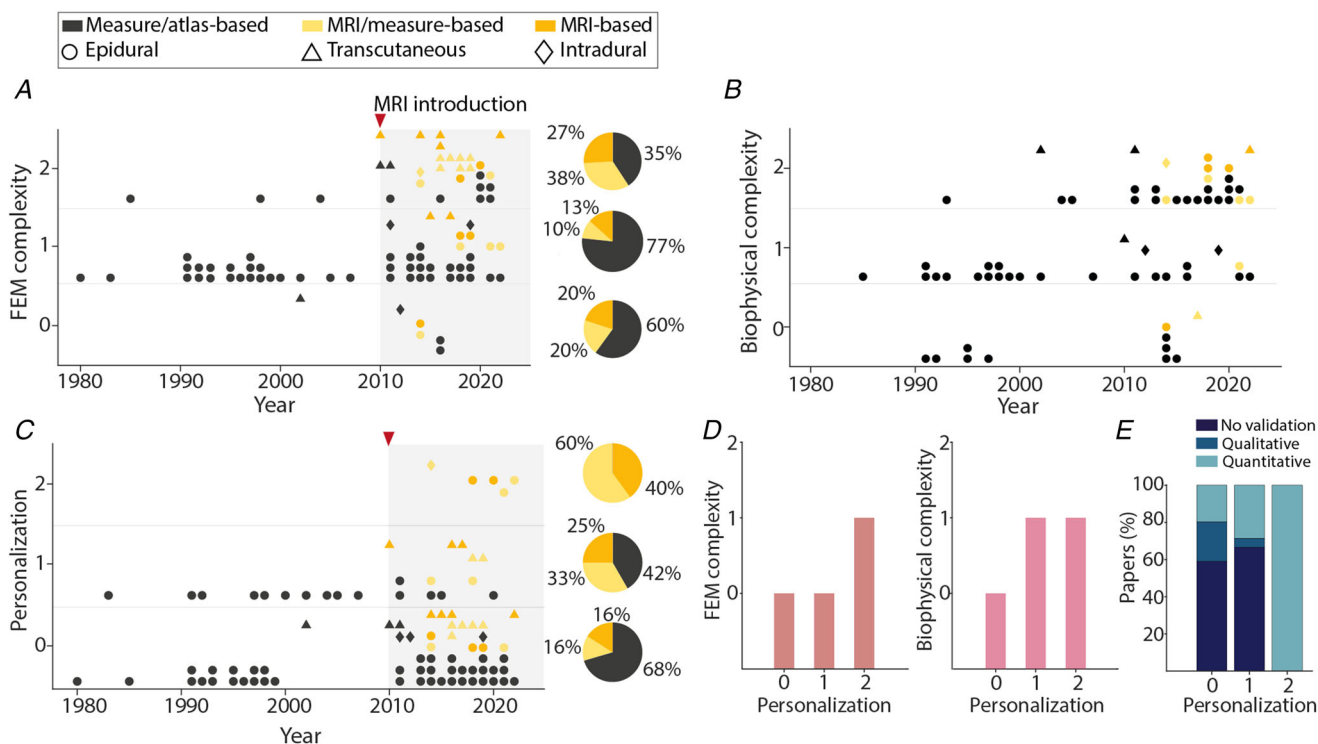 Measure/atlas-based MRI/measure-based MRI-based
Epidural Transcutaneous Intradural
A
MRI introduction
FEM complexity
2
1
0
1980 1990 2000 2010 2020
Year
27%
35%
38%
13%
10%
77%
20%
60%
20%
B
Biophysical complexity
2
1
0
1980 1990 2000 2010 2020
Year
C
Personalization
2
1
0
1980 1990 2000 2010 2020
Year
60%
40%
25%
33%
42%
16%
16%
68%
D
FEM complexity
2
1
0
0 1 2
Personalization
Biophysical complexity
2
1
0
0 1 2
Personalization
E
No validation
Qualitative
Quantitative
Papers (%)
100
80
60
40
20
0 1 2
Personalization